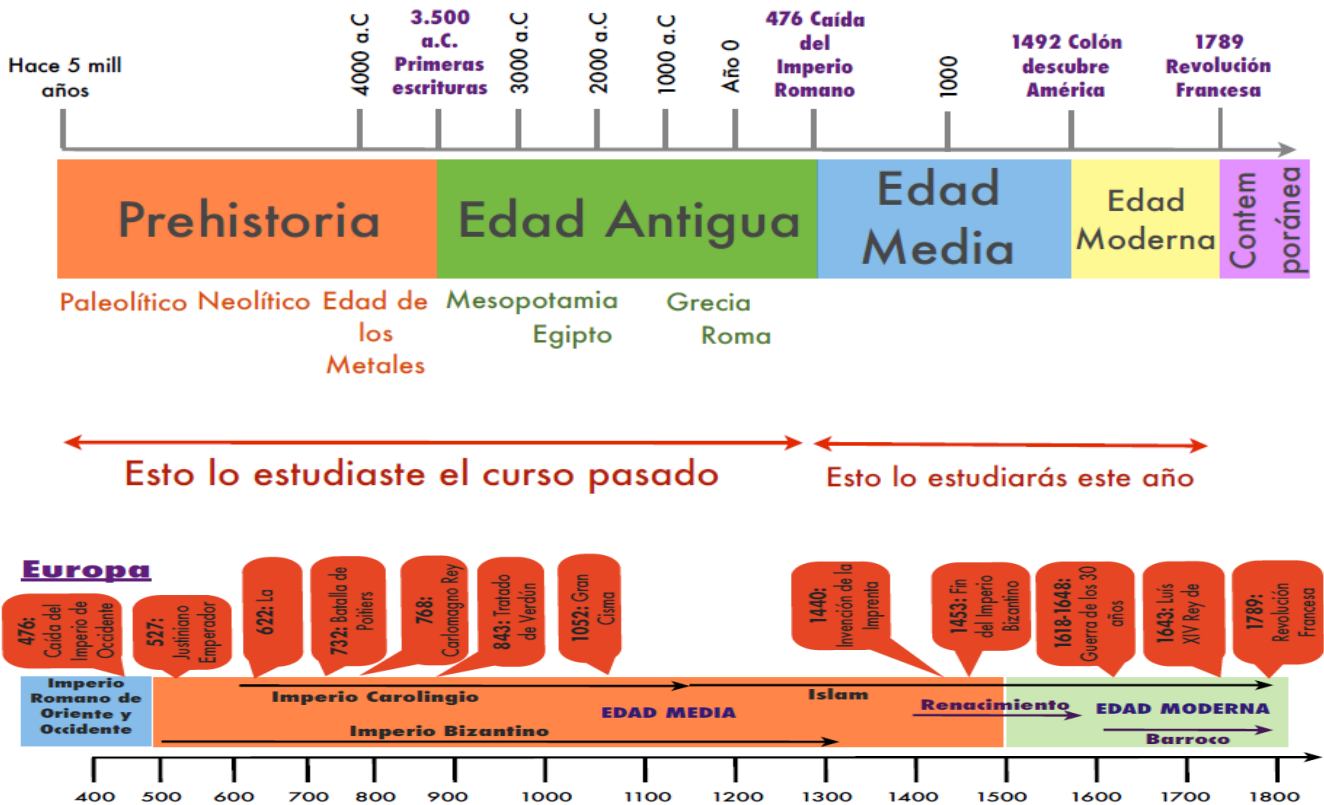 Hace 5 mill
años
4000 a.C
3.500
a.C.
Primeras
escrituras
3000 a.C
2000 a.C
1000 a.C
Año 0
476 Caída
del
Imperio
Romano
1000
1492 Colón
descubre
América
1789
Revolución
Francesa
Prehistoria
Edad Antigua
Edad
Media
Edad
Moderna
Contem
poránea
Paleolítico
Neolítico
Edad de
los
Metales
Mesopotamia
Egipto
Grecia
Roma
Esto lo estudiaste el curso pasado
Esto lo estudiarás este año
Europa
476:
Caída del
Imperio de
Occidente
527:
Justiniano
Emperador
622: La
732: Batalla de
Poitiers
768:
Carlomagno Rey
843: Tratado
de Verdún
1052: Gran
Cisma
1440:
Invención de la
Imprenta
1453: Fin
del Imperio
Bizantino
1618-1648:
Guerra de los 30
años
1643: Luís
XIV Rey de
1789:
Revolución
Francesa
Imperio
Romano de
Oriente y
Occidente
Imperio Carolingio
Islam
EDAD MEDIA
Renacimiento
EDAD MODERNA
Imperio Bizantino
Barroco
400 500 600 700 800 900 1000 1100 1200 1300 1400 1500 1600 1700 1800